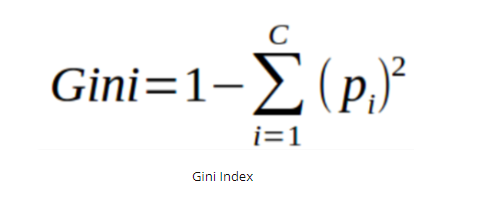 Gini=1−∑(pᵢ)²
C
i=1
Gini Index